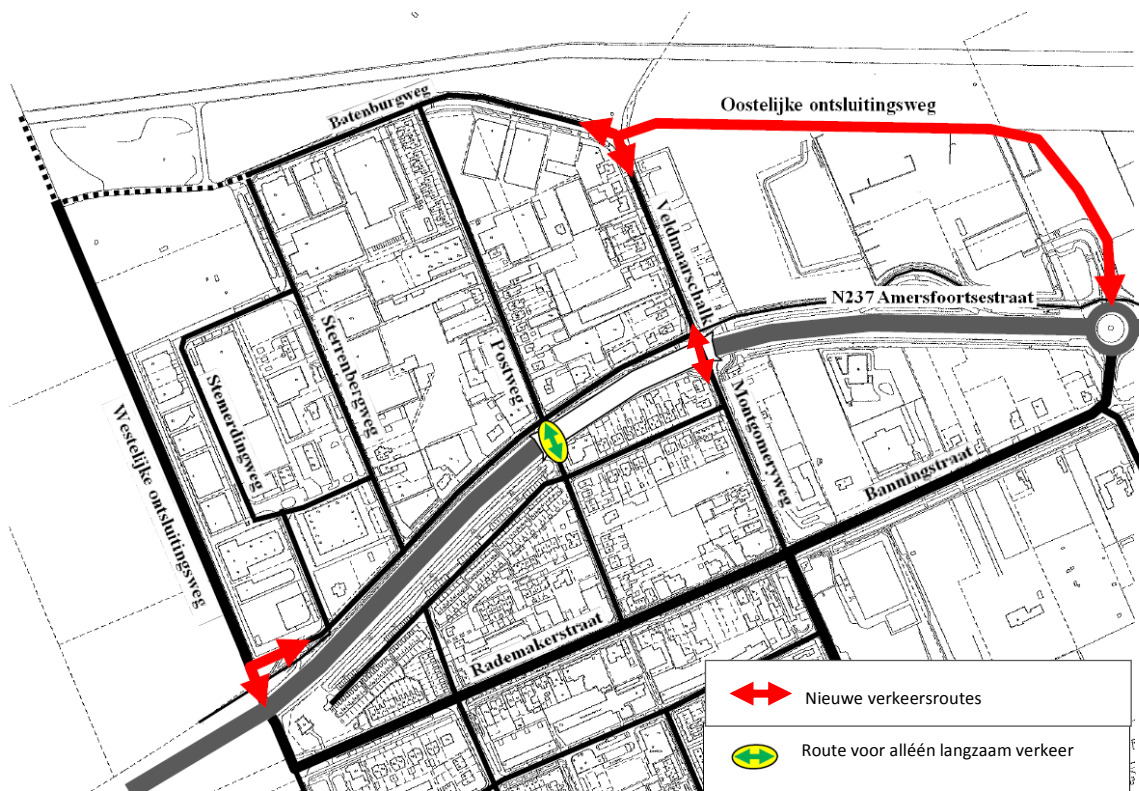 Oostelijke ontsluitingsweg
Batenburgweg
Veldmaarschalk
N237 Amersfoortsestraat
Sterrenbergweg
Postweg
Stemerdingweg
Westelijke ontsluitingsweg
Montgomeryweg
Banningstraat
Rademakerstraat
Nieuwe verkeersroutes
Route voor alléén langzaam verkeer